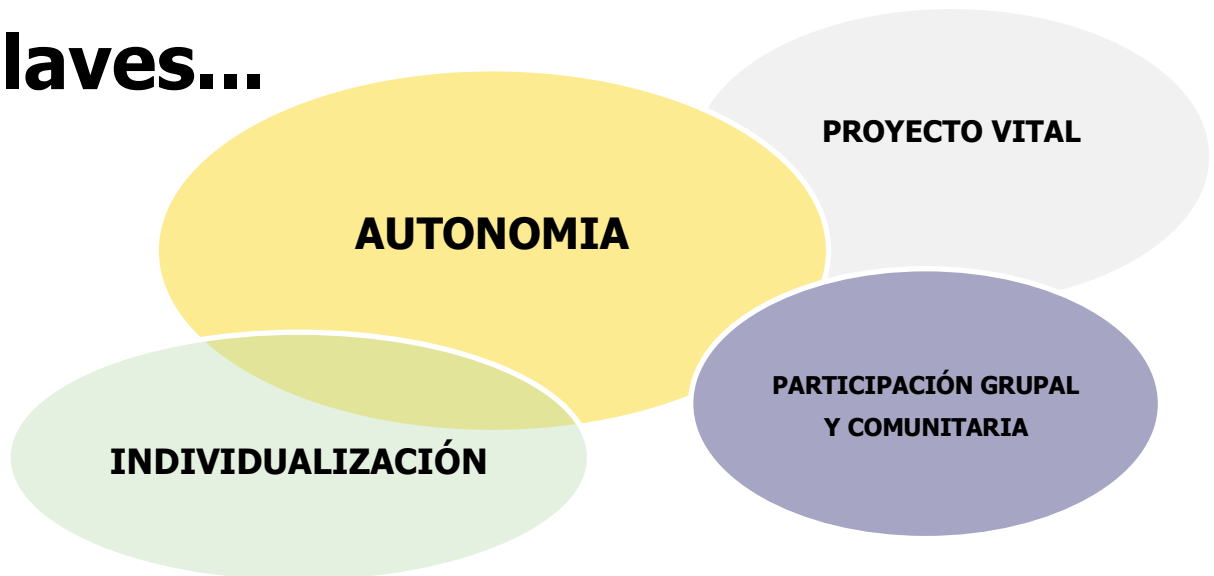 laves...
PROYECTO VITAL
AUTONOMIA
PARTICIPACIÓN GRUPAL
Y COMUNITARIA
INDIVIDUALIZACIÓN